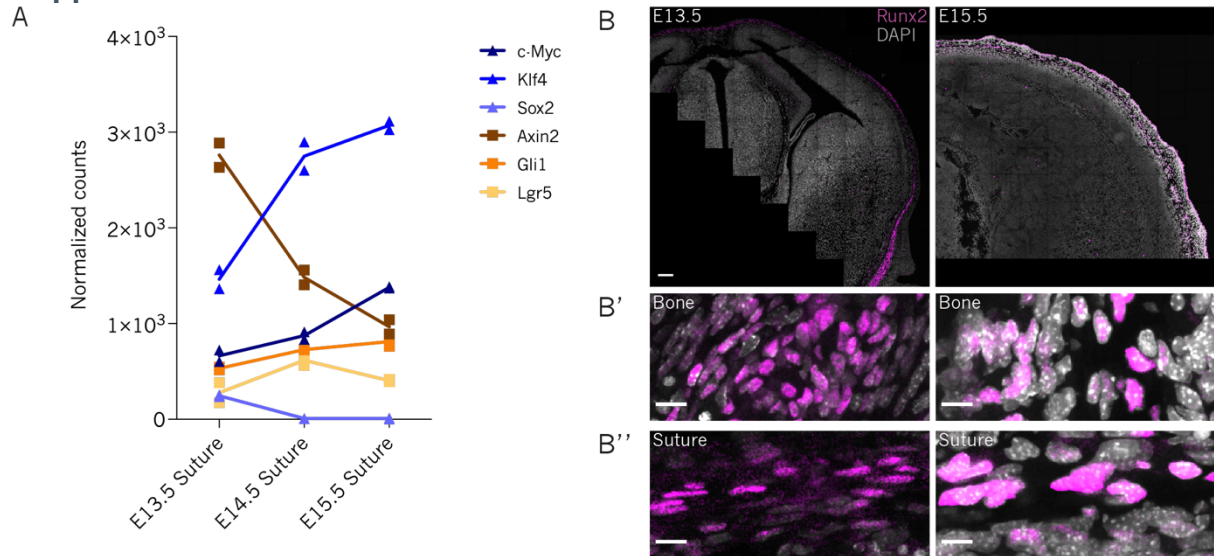 A
4×10³
3×10³
2×10³
1×10³
0
Normalized counts
E13.5 Suture
E14.5 Suture
E15.5 Suture
c-Myc
Klf4
Sox2
Axin2
Gli1
Lgr5
B
E13.5
Runx2
DAPI
E15.5
B'
Bone
Bone
B''
Suture
Suture